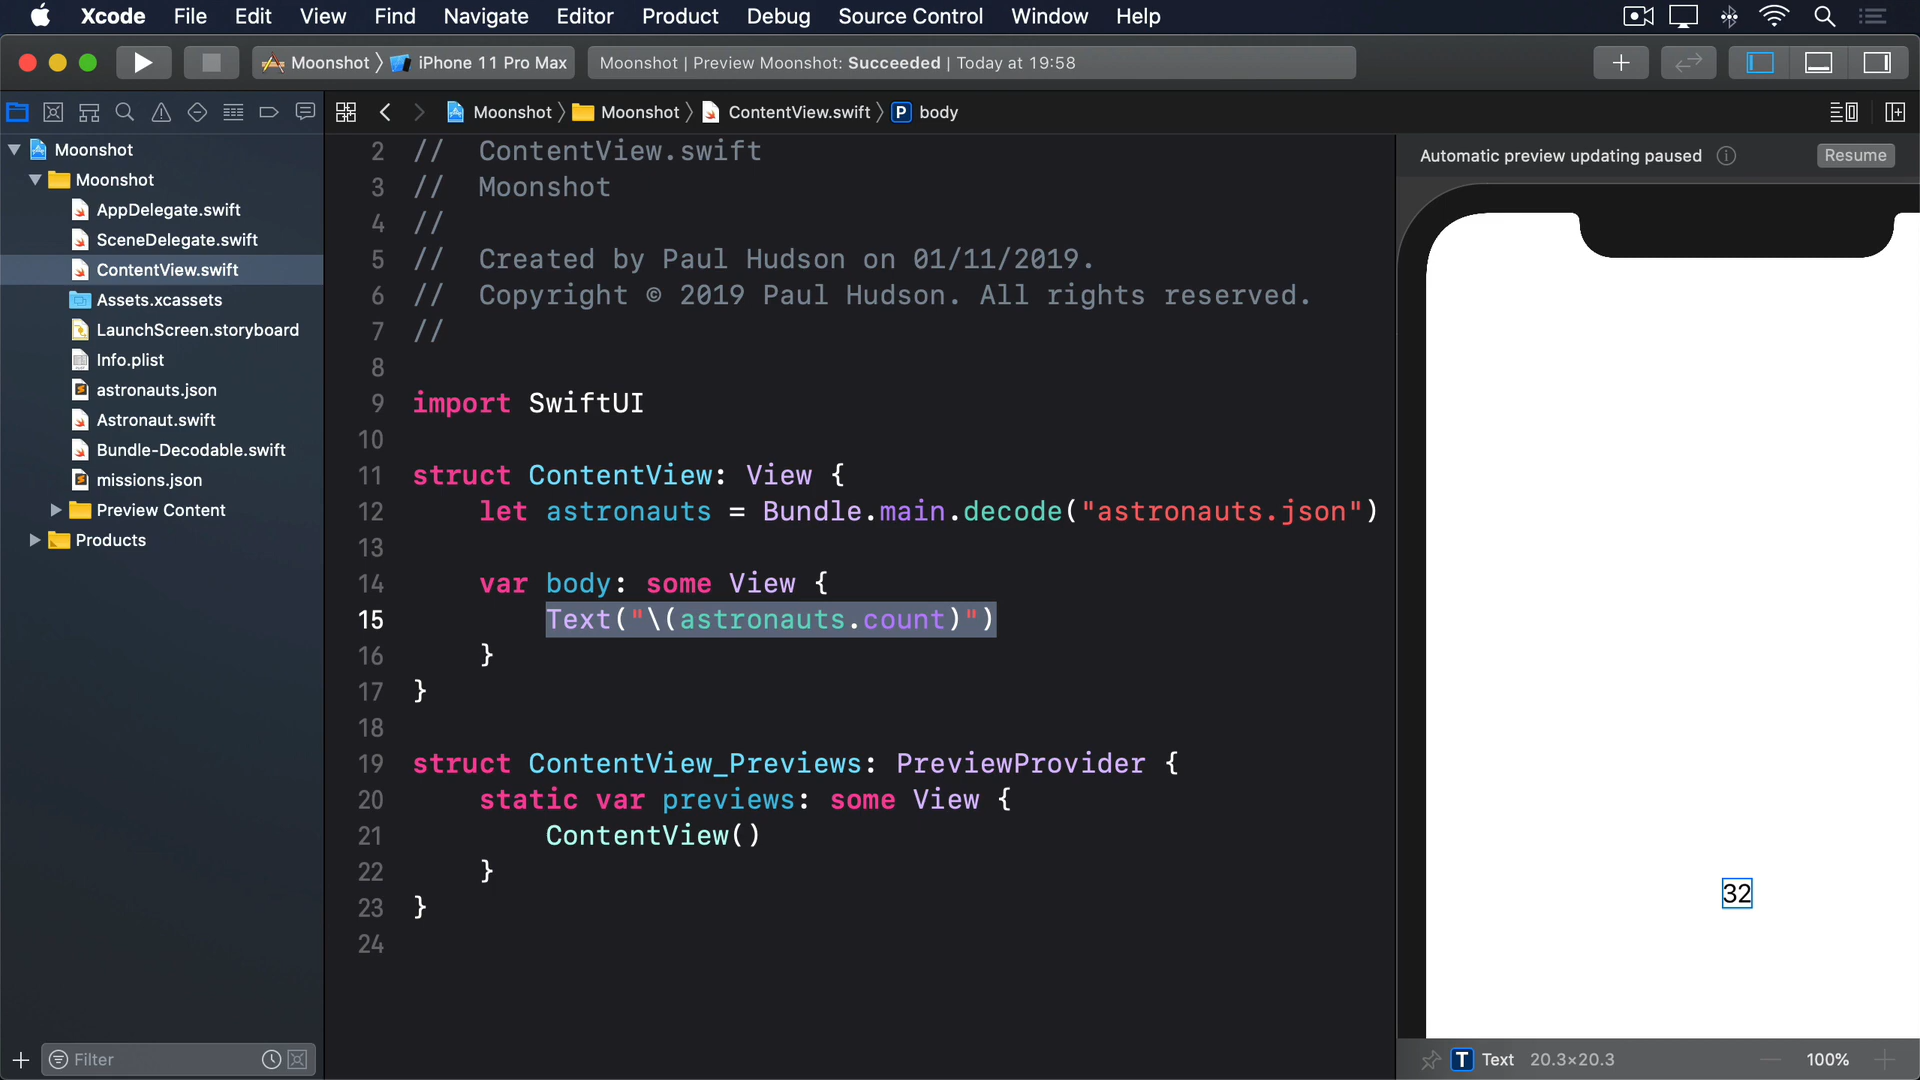 Xcode File Edit View Find Navigate Editor Product Debug Source Control Window Help
Moonshot iPhone 11 Pro Max
Moonshot | Preview Moonshot: Succeeded | Today at 19:58
Moonshot Moonshot ContentView.swift P body
Moonshot
Moonshot
AppDelegate.swift
SceneDelegate.swift
ContentView.swift
Assets.xcassets
LaunchScreen.storyboard
Info.plist
astronauts.json
Astronaut.swift
Bundle-Decodable.swift
missions.json
Preview Content
Products
Filter
2 //  ContentView.swift
3 //  Moonshot
4 //
5 //  Created by Paul Hudson on 01/11/2019.
6 //  Copyright © 2019 Paul Hudson. All rights reserved.
7 //
8
9 import SwiftUI
10
11 struct ContentView: View {
12     let astronauts = Bundle.main.decode("astronauts.json")
13
14     var body: some View {
15         Text("\(astronauts.count)")
16     }
17 }
18
19 struct ContentView_Previews: PreviewProvider {
20     static var previews: some View {
21         ContentView()
22     }
23 }
24
Automatic preview updating paused Resume
32
T Text 20.3×20.3 100%